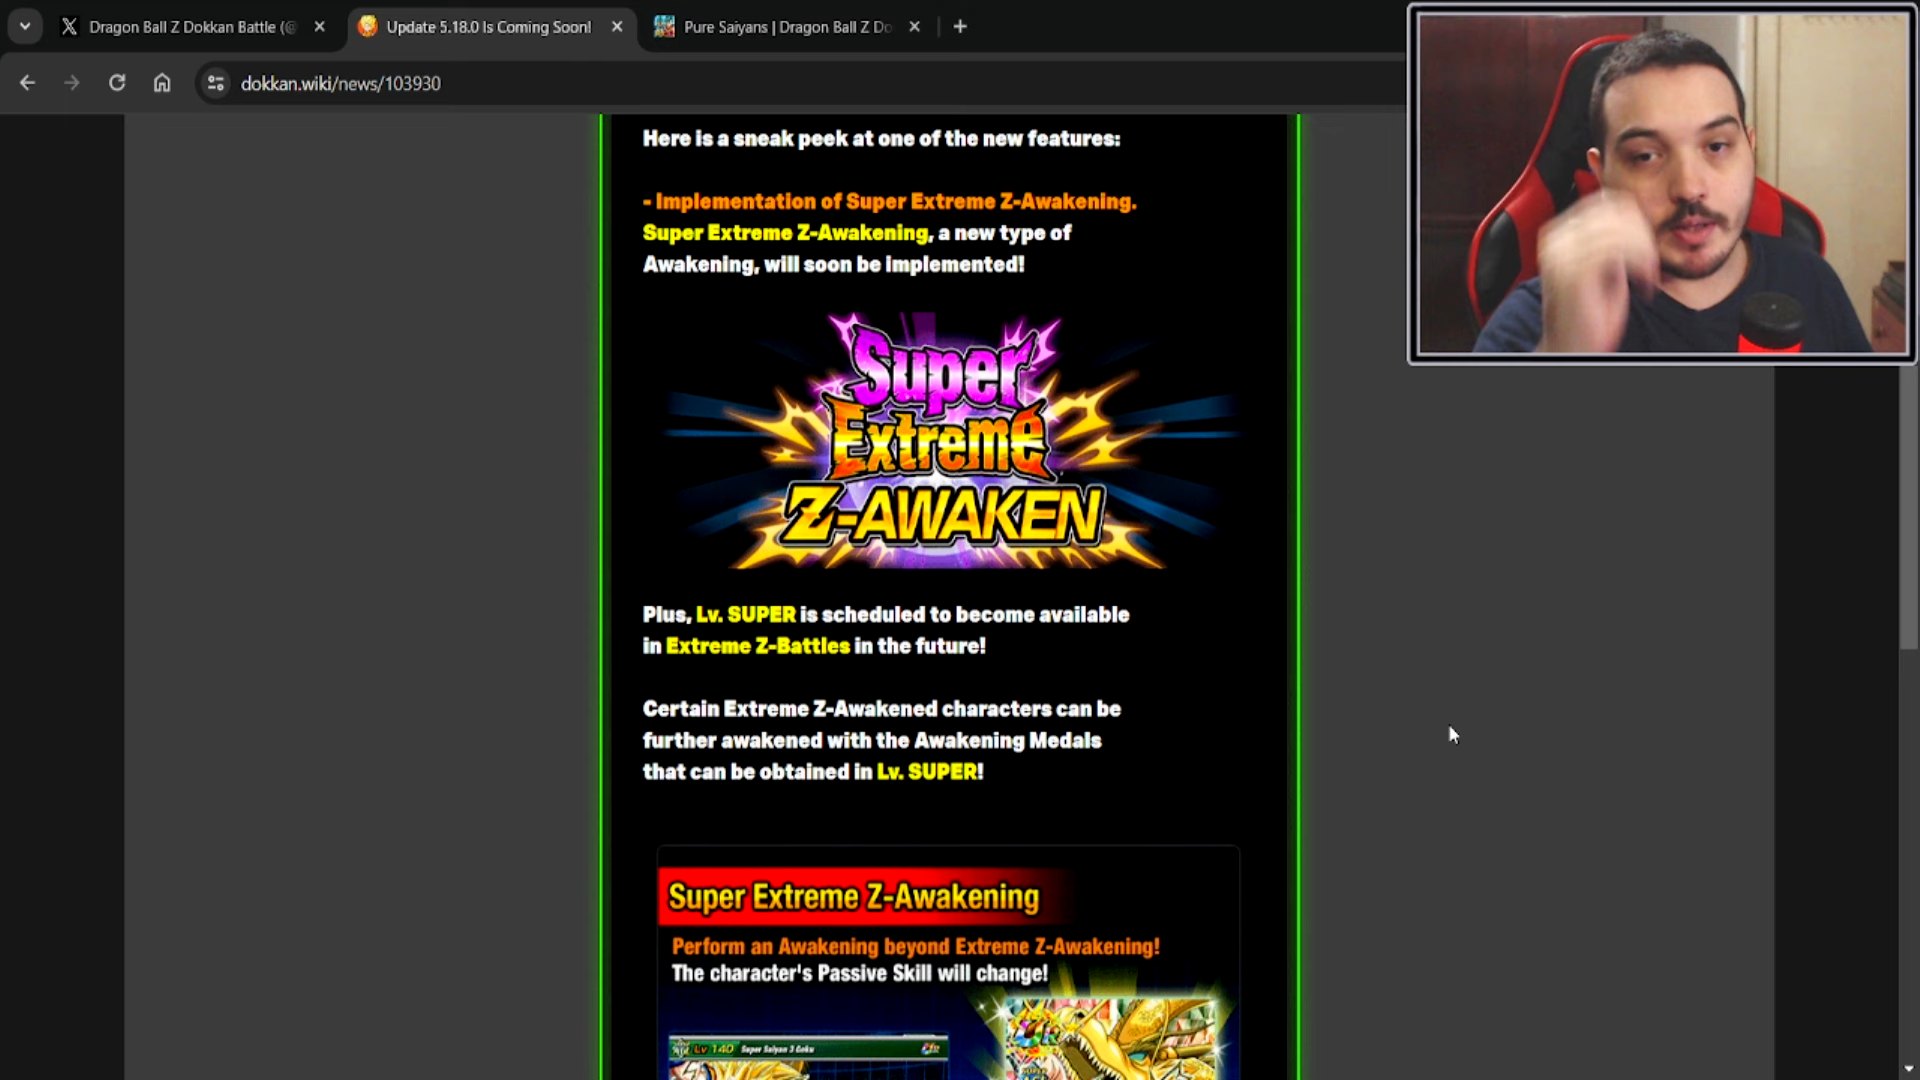 Dragon Ball Z Dokkan Battle (@
Update 5.18.0 Is Coming Soon!
Pure Saiyans | Dragon Ball Z Do
dokkan.wiki/news/103930
Here is a sneak peek at one of the new features:
- Implementation of Super Extreme Z-Awakening.
Super Extreme Z-Awakening, a new type of
Awakening, will soon be implemented!
Super
Extreme
Z-AWAKEN
Plus, Lv. SUPER is scheduled to become available
in Extreme Z-Battles in the future!
Certain Extreme Z-Awakened characters can be
further awakened with the Awakening Medals
that can be obtained in Lv. SUPER!
Super Extreme Z-Awakening
Perform an Awakening beyond Extreme Z-Awakening!
The character's Passive Skill will change!
Lv 140 Super Saiyan 3 Goku